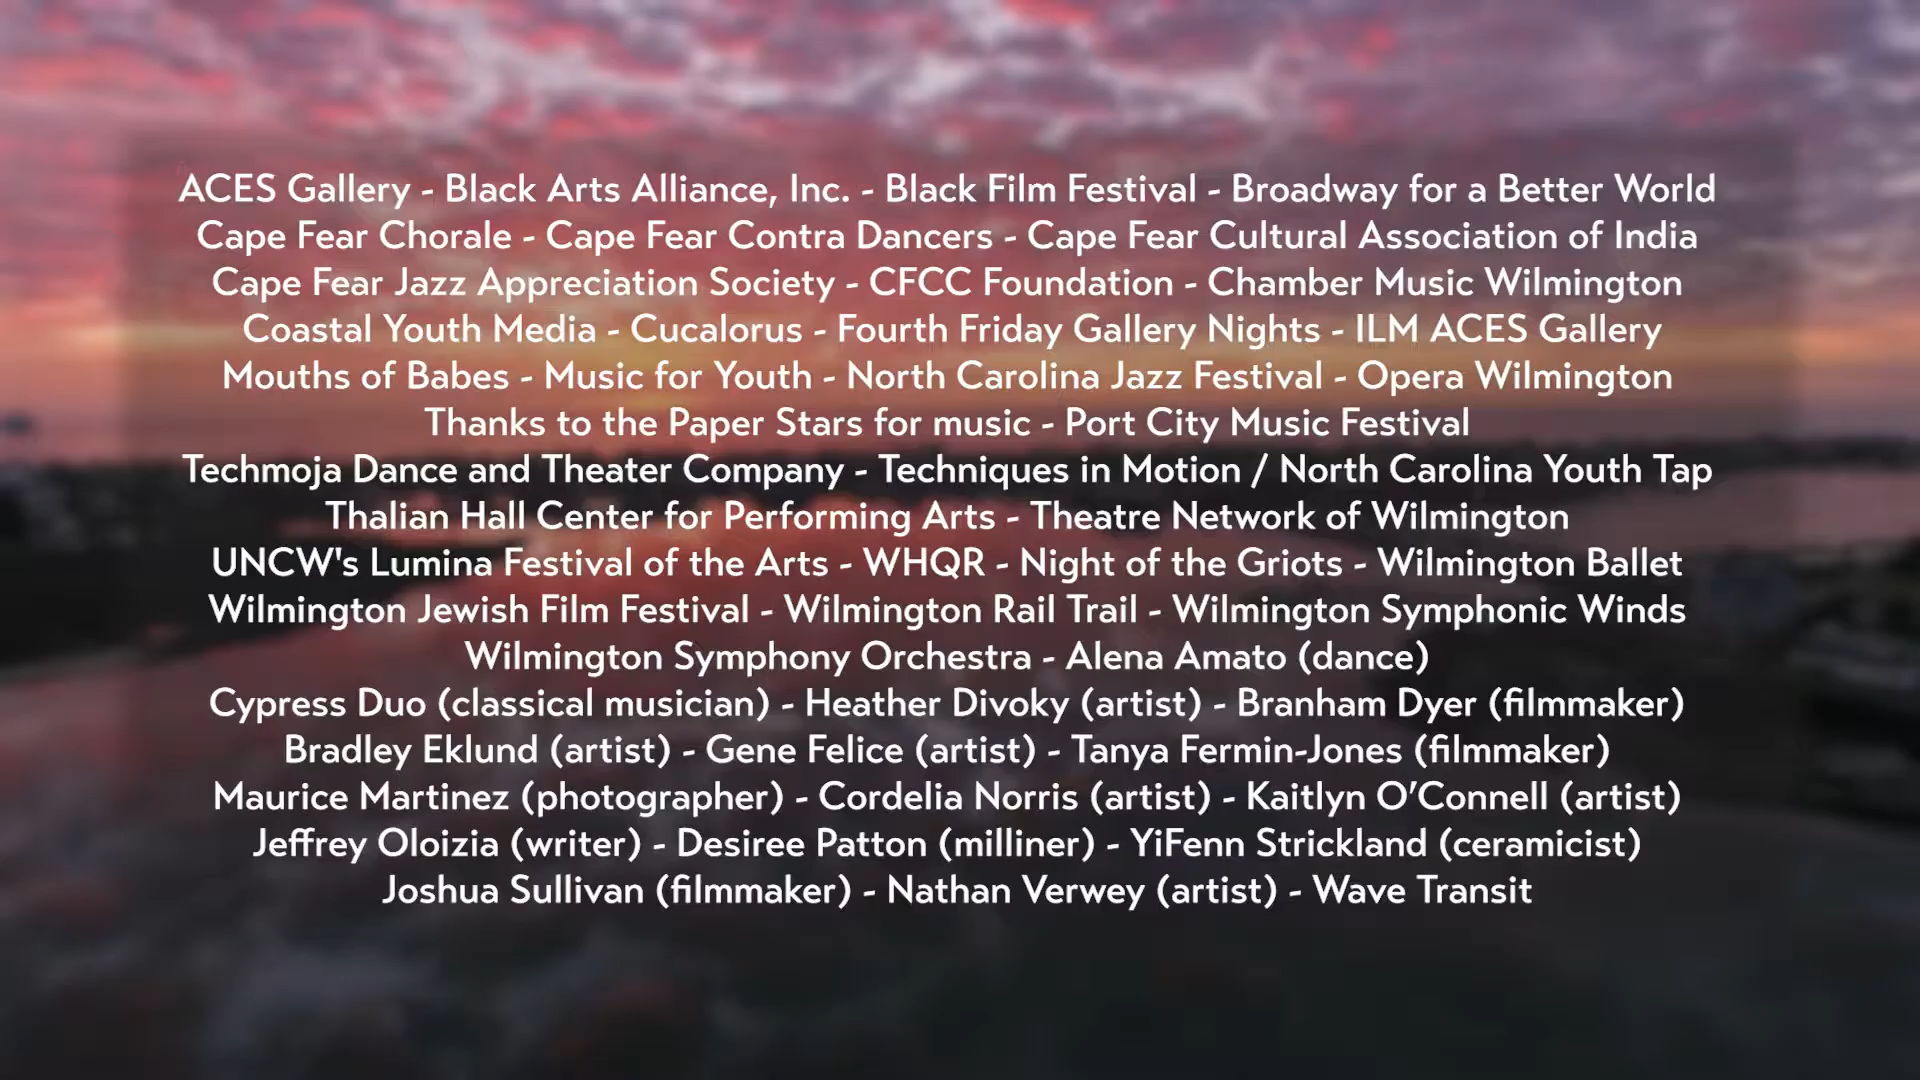 ACES Gallery - Black Arts Alliance, Inc. - Black Film Festival - Broadway for a Better World
Cape Fear Chorale - Cape Fear Contra Dancers - Cape Fear Cultural Association of India
Cape Fear Jazz Appreciation Society - CFCC Foundation - Chamber Music Wilmington
Coastal Youth Media - Cucalorus - Fourth Friday Gallery Nights - ILM ACES Gallery
Mouths of Babes - Music for Youth - North Carolina Jazz Festival - Opera Wilmington
Thanks to the Paper Stars for music - Port City Music Festival
Techmoja Dance and Theater Company - Techniques in Motion / North Carolina Youth Tap
Thalian Hall Center for Performing Arts - Theatre Network of Wilmington
UNCW's Lumina Festival of the Arts - WHQR - Night of the Griots - Wilmington Ballet
Wilmington Jewish Film Festival - Wilmington Rail Trail - Wilmington Symphonic Winds
Wilmington Symphony Orchestra - Alena Amato (dance)
Cypress Duo (classical musician) - Heather Divoky (artist) - Branham Dyer (filmmaker)
Bradley Eklund (artist) - Gene Felice (artist) - Tanya Fermin-Jones (filmmaker)
Maurice Martinez (photographer) - Cordelia Norris (artist) - Kaitlyn O’Connell (artist)
Jeffrey Oloizia (writer) - Desiree Patton (milliner) - YiFenn Strickland (ceramicist)
Joshua Sullivan (filmmaker) - Nathan Verwey (artist) - Wave Transit